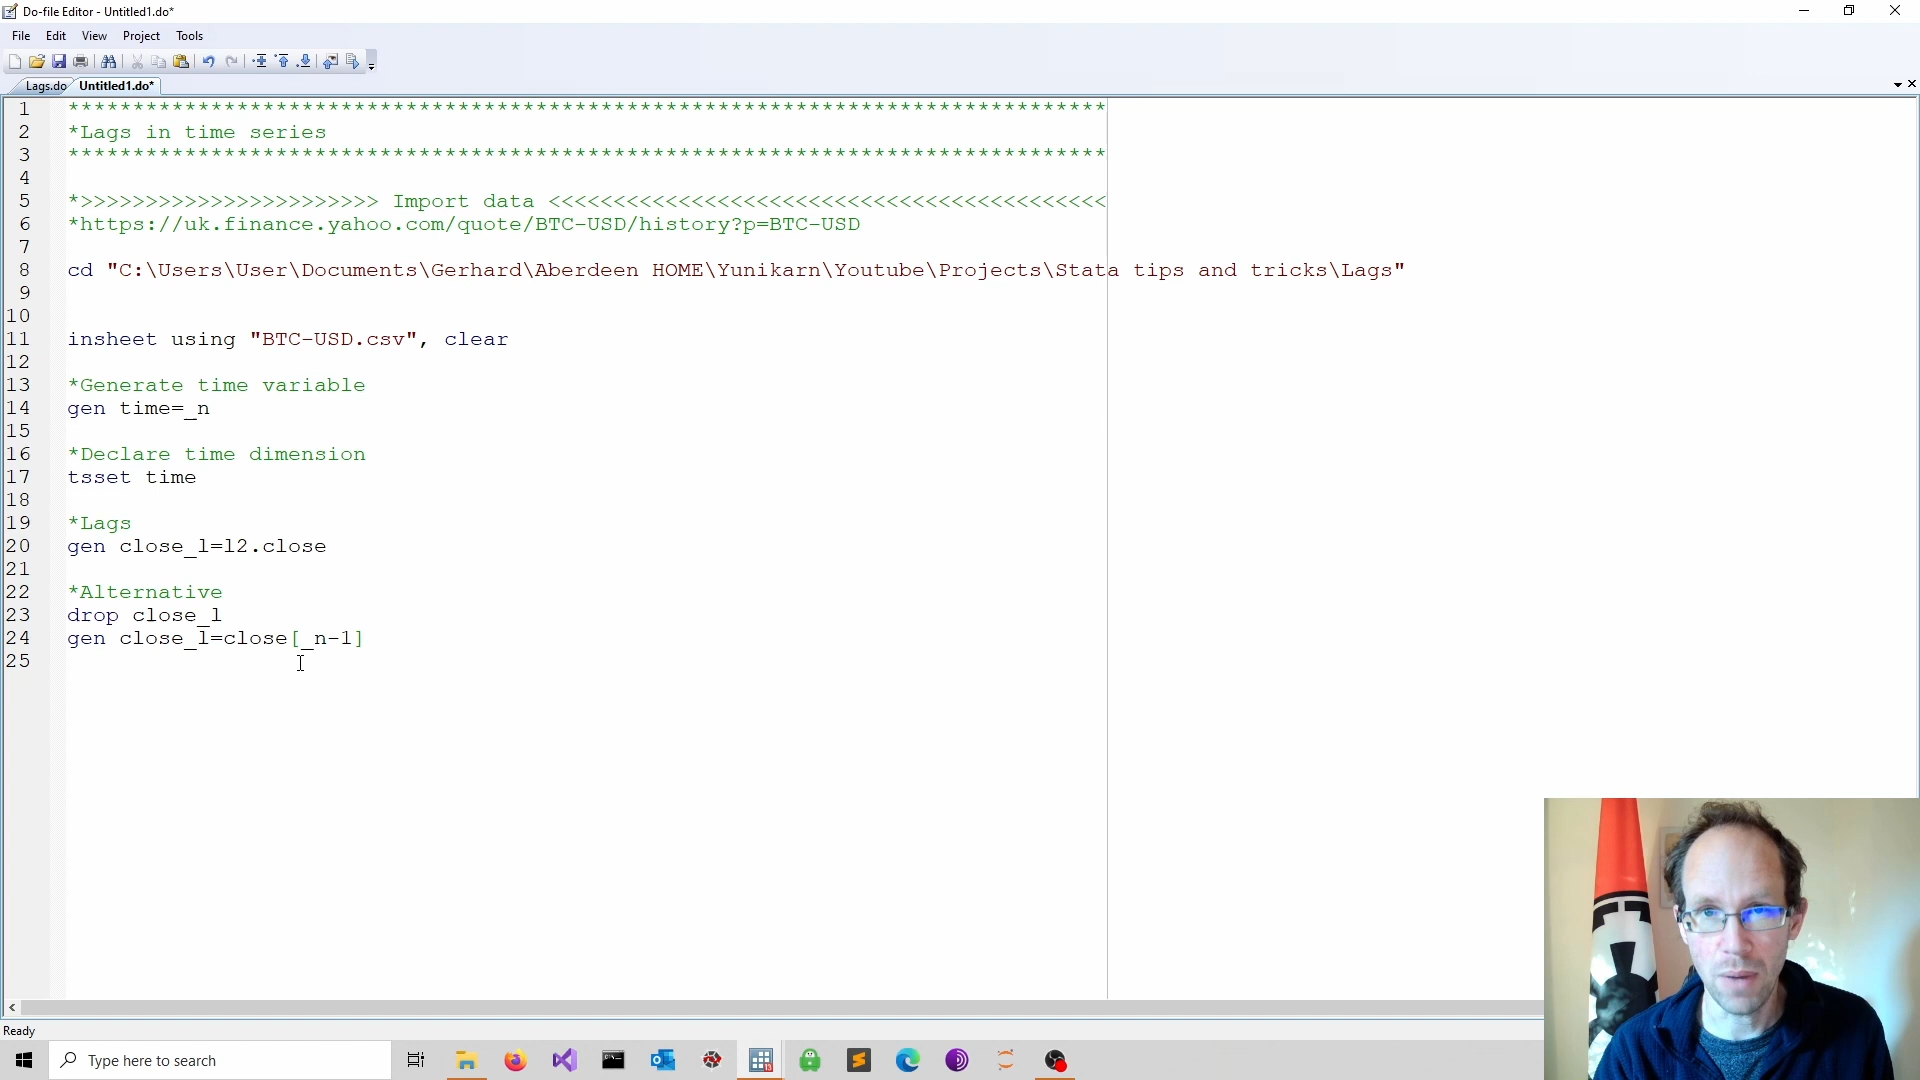 Do-file Editor - Untitled1.do*
File Edit View Project Tools
Lags.do Untitled1.do*
1 ********************************************************************************
2 *Lags in time series
3 ********************************************************************************
4
5 *>>>>>>>>>>>>>>>>>>>>>>> Import data <<<<<<<<<<<<<<<<<<<<<<<<<<<<<<<<<<<<<<<<<<<
6 *https://uk.finance.yahoo.com/quote/BTC-USD/history?p=BTC-USD
7
8 cd "C:\Users\User\Documents\Gerhard\Aberdeen HOME\Yunikarn\Youtube\Projects\Stata tips and tricks\Lags"
9
10
11 insheet using "BTC-USD.csv", clear
12
13 *Generate time variable
14 gen time=_n
15
16 *Declare time dimension
17 tsset time
18
19 *Lags
20 gen close_l=l2.close
21
22 *Alternative
23 drop close_l
24 gen close_l=close[_n-1]
25
Ready
Type here to search